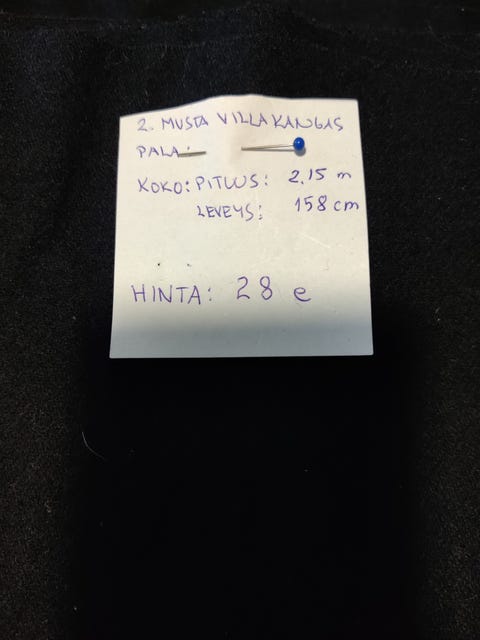 2. MUSTA VILLAKANGAS
PALA:
KOKO: PITUUS: 2,15 m
LEVEYS: 158 cm
HINTA: 28 e